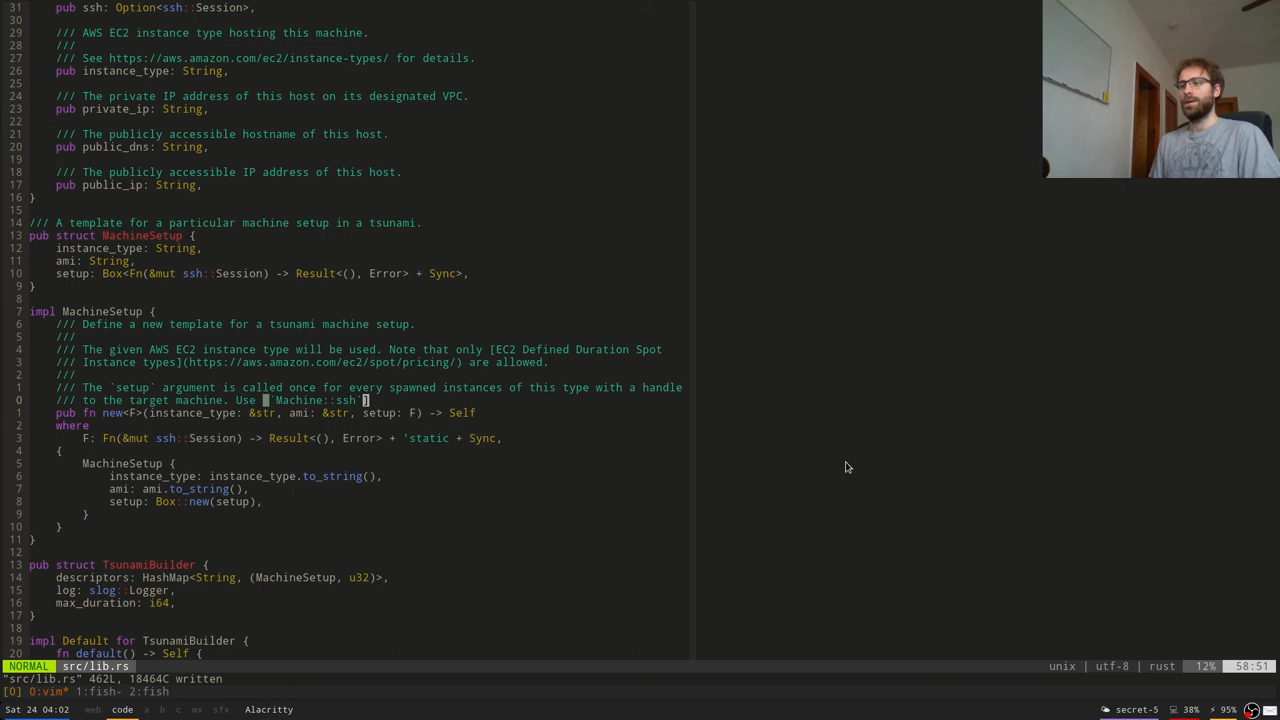 31     pub ssh: Option<ssh::Session>,
30
29     /// AWS EC2 instance type hosting this machine.
28     ///
27     /// See https://aws.amazon.com/ec2/instance-types/ for details.
26     pub instance_type: String,
25
24     /// The private IP address of this host on its designated VPC.
23     pub private_ip: String,
22
21     /// The publicly accessible hostname of this host.
20     pub public_dns: String,
19
18     /// The publicly accessible IP address of this host.
17     pub public_ip: String,
16 }
15
14 /// A template for a particular machine setup in a tsunami.
13 pub struct MachineSetup {
12     instance_type: String,
11     ami: String,
10     setup: Box<Fn(&mut ssh::Session) -> Result<(), Error> + Sync>,
9 }
8
7 impl MachineSetup {
6     /// Define a new template for a tsunami machine setup.
5     ///
4     /// The given AWS EC2 instance type will be used. Note that only [EC2 Defined Duration Spot
3     /// Instance types](https://aws.amazon.com/ec2/spot/pricing/) are allowed.
2     ///
1     /// The `setup` argument is called once for every spawned instances of this type with a handle
0     /// to the target machine. Use [`Machine::ssh`]
1     pub fn new<F>(instance_type: &str, ami: &str, setup: F) -> Self
2     where
3         F: Fn(&mut ssh::Session) -> Result<(), Error> + 'static + Sync,
4     {
5         MachineSetup {
6             instance_type: instance_type.to_string(),
7             ami: ami.to_string(),
8             setup: Box::new(setup),
9         }
10     }
11 }
12
13 pub struct TsunamiBuilder {
14     descriptors: HashMap<String, (MachineSetup, u32)>,
15     log: slog::Logger,
16     max_duration: i64,
17 }
18
19 impl Default for TsunamiBuilder {
20     fn default() -> Self {
NORMAL src/lib.rs unix | utf-8 | rust 12% 58:51
"src/lib.rs" 462L, 18464C written
[0] 0:vim* 1:fish- 2:fish
Sat 24 04:02 web code a b c mx sfx Alacritty secret-5 38% 95%